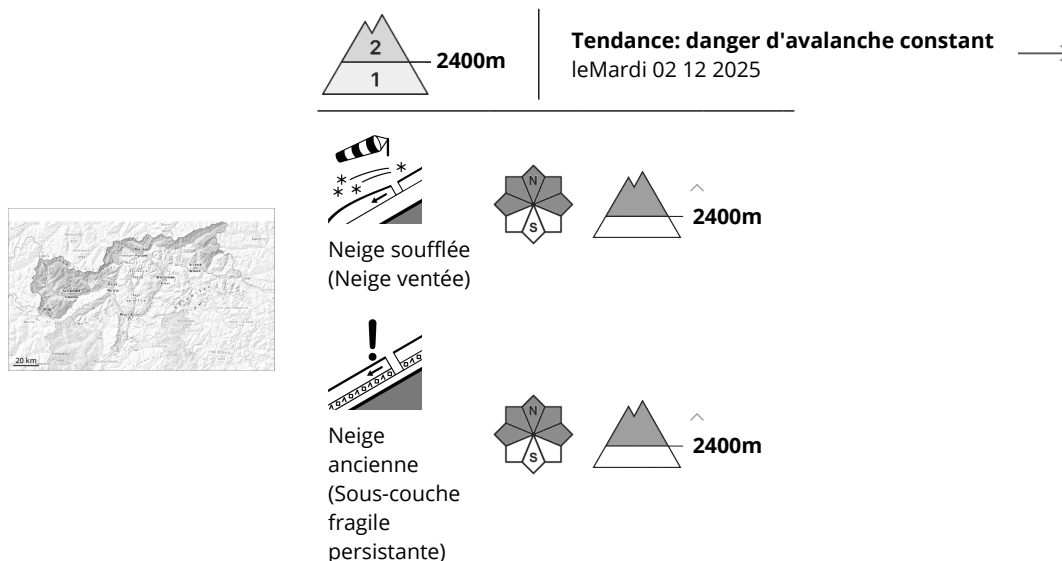 2
2400m
1
Tendance: danger d'avalanche constant
leMardi 02 12 2025
N
S
2400m
Neige soufflée
(Neige ventée)
20 km
N
S
2400m
Neige
ancienne
(Sous-couche
fragile
persistante)